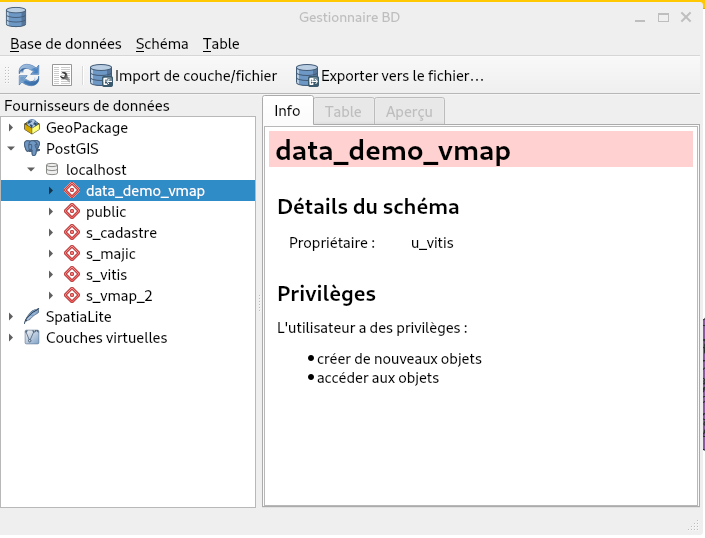 Gestionnaire BD
Base de données Schéma Table
Import de couche/fichier Exporter vers le fichier...
Fournisseurs de données
GeoPackage
PostGIS
localhost
data_demo_vmap
public
s_cadastre
s_majic
s_vitis
s_vmap_2
SpatiaLite
Couches virtuelles
Info Table Aperçu
data_demo_vmap
Détails du schéma
Propriétaire : u_vitis
Privilèges
L'utilisateur a des privilèges :
•créer de nouveaux objets
•accéder aux objets